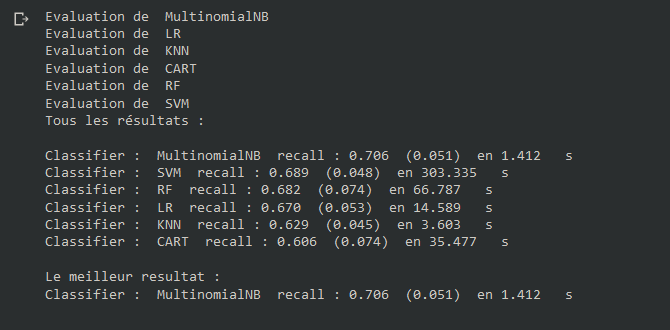 Evaluation de  MultinomialNB
Evaluation de  LR
Evaluation de  KNN
Evaluation de  CART
Evaluation de  RF
Evaluation de  SVM
Tous les résultats :
Classifier :  MultinomialNB  recall : 0.706  (0.051)  en 1.412   s
Classifier :  SVM  recall : 0.689  (0.048)  en 303.335   s
Classifier :  RF  recall : 0.682  (0.074)  en 66.787   s
Classifier :  LR  recall : 0.670  (0.053)  en 14.589   s
Classifier :  KNN  recall : 0.629  (0.045)  en 3.603   s
Classifier :  CART  recall : 0.606  (0.074)  en 35.477   s
Le meilleur resultat :
Classifier :  MultinomialNB  recall : 0.706  (0.051)  en 1.412   s